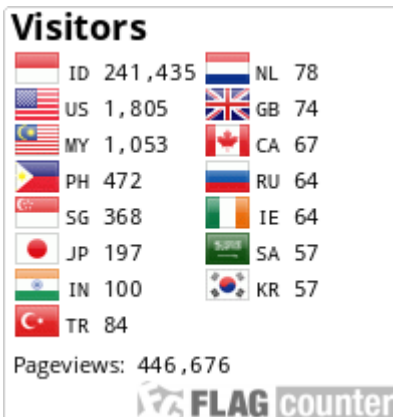 Visitors
ID 241,435 NL 78
US 1,805 GB 74
MY 1,053 CA 67
PH 472 RU 64
SG 368 IE 64
JP 197 SA 57
IN 100 KR 57
TR 84
Pageviews: 446,676
FLAG counter